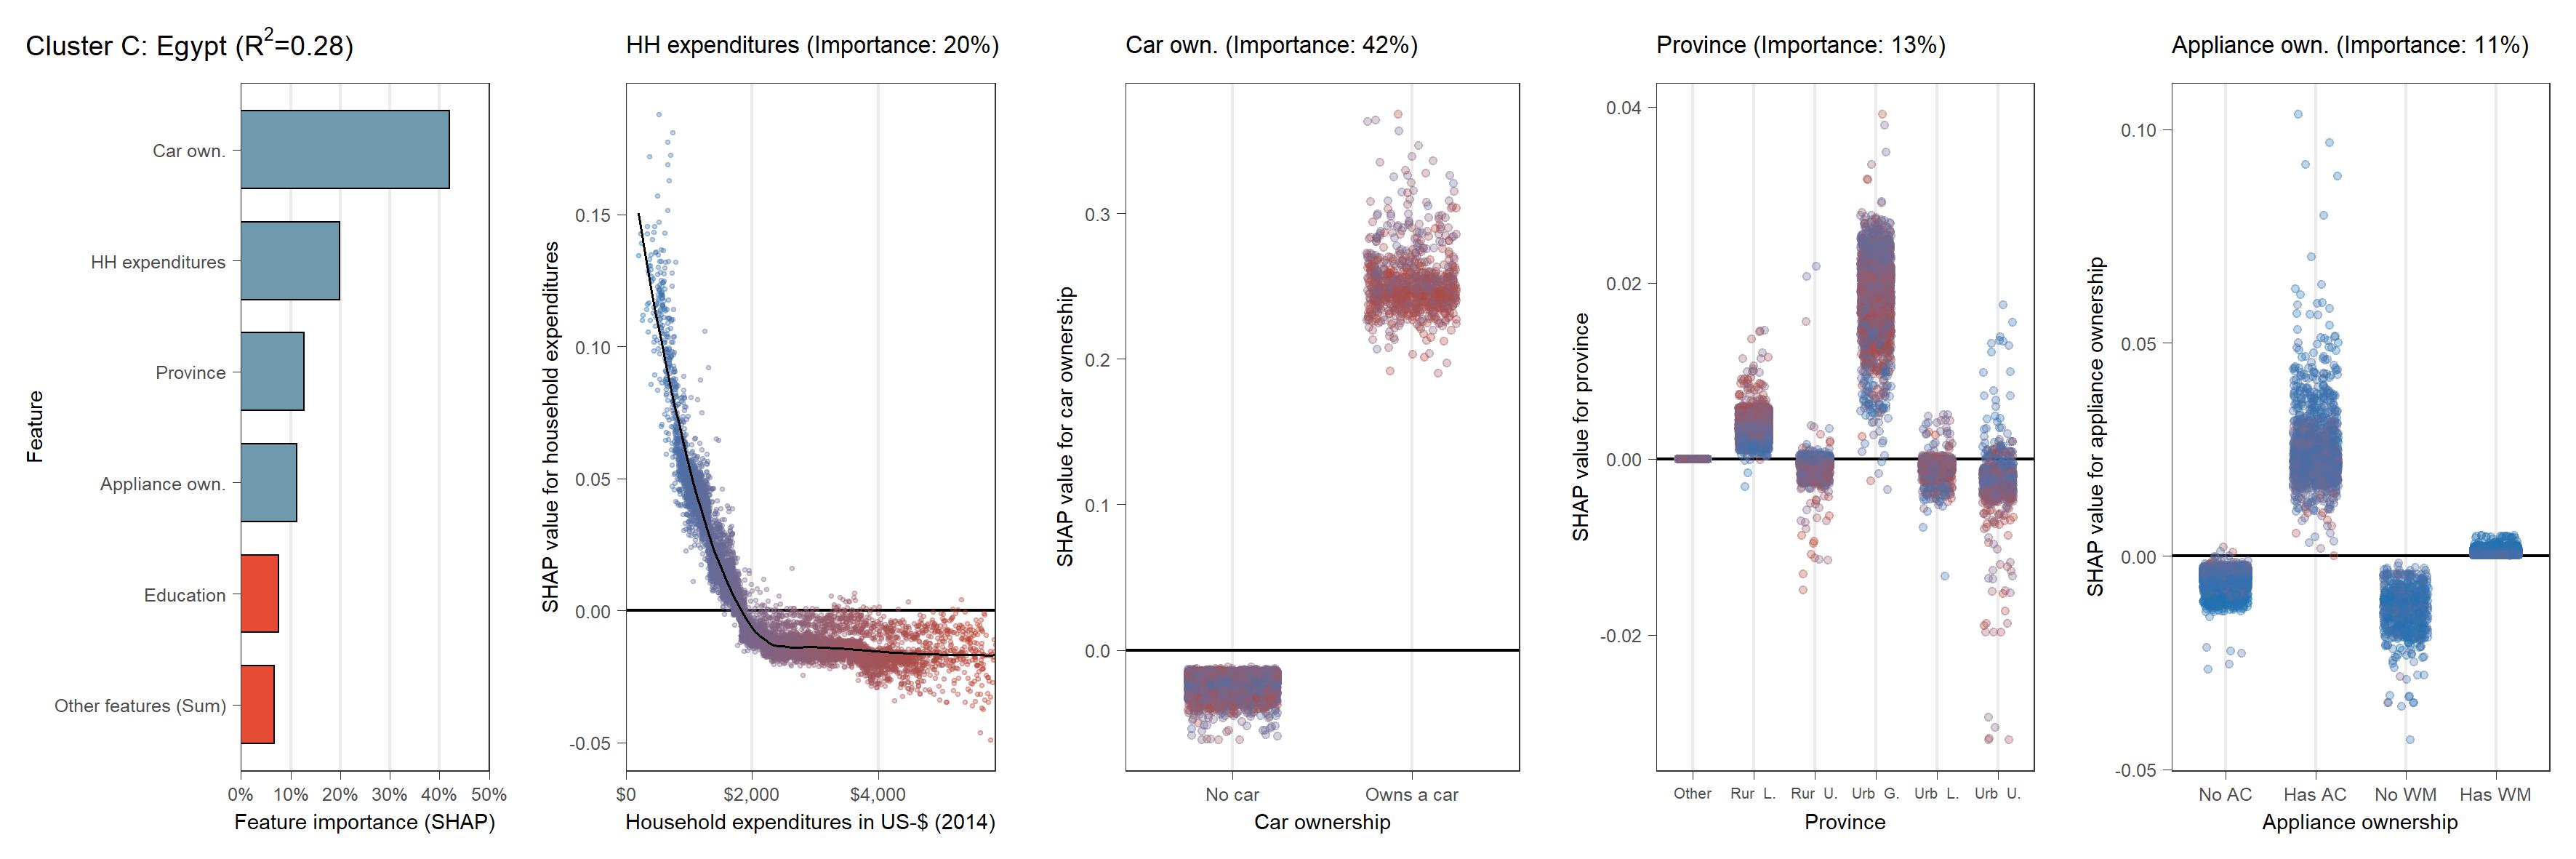 Cluster C: Egypt (R²=0.28)
Feature
Car own.
HH expenditures
Province
Appliance own.
Education
Other features (Sum)
0% 10% 20% 30% 40% 50%
Feature importance (SHAP)
HH expenditures (Importance: 20%)
SHAP value for household expenditures
0.15
0.10
0.05
0.00
-0.05
$0 $2,000 $4,000
Household expenditures in US-$ (2014)
Car own. (Importance: 42%)
SHAP value for car ownership
0.3
0.2
0.1
0.0
No car Owns a car
Car ownership
Province (Importance: 13%)
SHAP value for province
0.04
0.02
0.00
-0.02
Other Rur L. Rur U. Urb G. Urb L. Urb U.
Province
Appliance own. (Importance: 11%)
SHAP value for appliance ownership
0.10
0.05
0.00
-0.05
No AC Has AC No WM Has WM
Appliance ownership